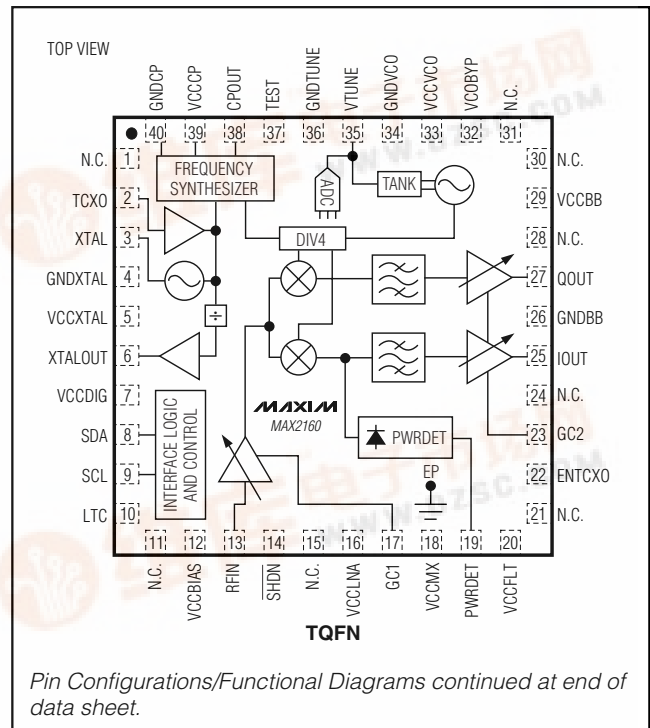 TOP VIEW
GNDCP
VCCCP
CPOUT
TEST
GNDTUNE
VTUNE
GNDVCO
VCCVCO
VCOBYP
N.C.
40
39
38
37
36
35
34
33
32
31
N.C. 1
TCXO 2
XTAL 3
GNDXTAL 4
VCCXTAL 5
XTALOUT 6
VCCDIG 7
SDA 8
SCL 9
LTC 10
FREQUENCY
SYNTHESIZER
ADC
TANK
DIV4
÷
INTERFACE LOGIC
AND CONTROL
MAXIM
MAX2160
PWRDET
EP
30 N.C.
29 VCCBB
28 N.C.
27 QOUT
26 GNDBB
25 IOUT
24 N.C.
23 GC2
22 ENTCXO
21 N.C.
11
12
13
14
15
16
17
18
19
20
N.C.
VCCBIAS
RFIN
SHDN
N.C.
VCCLNA
GC1
VCCMX
PWRDET
VCCFLT
TQFN
Pin Configurations/Functional Diagrams continued at end of
data sheet.
WWW.DZSC.COM